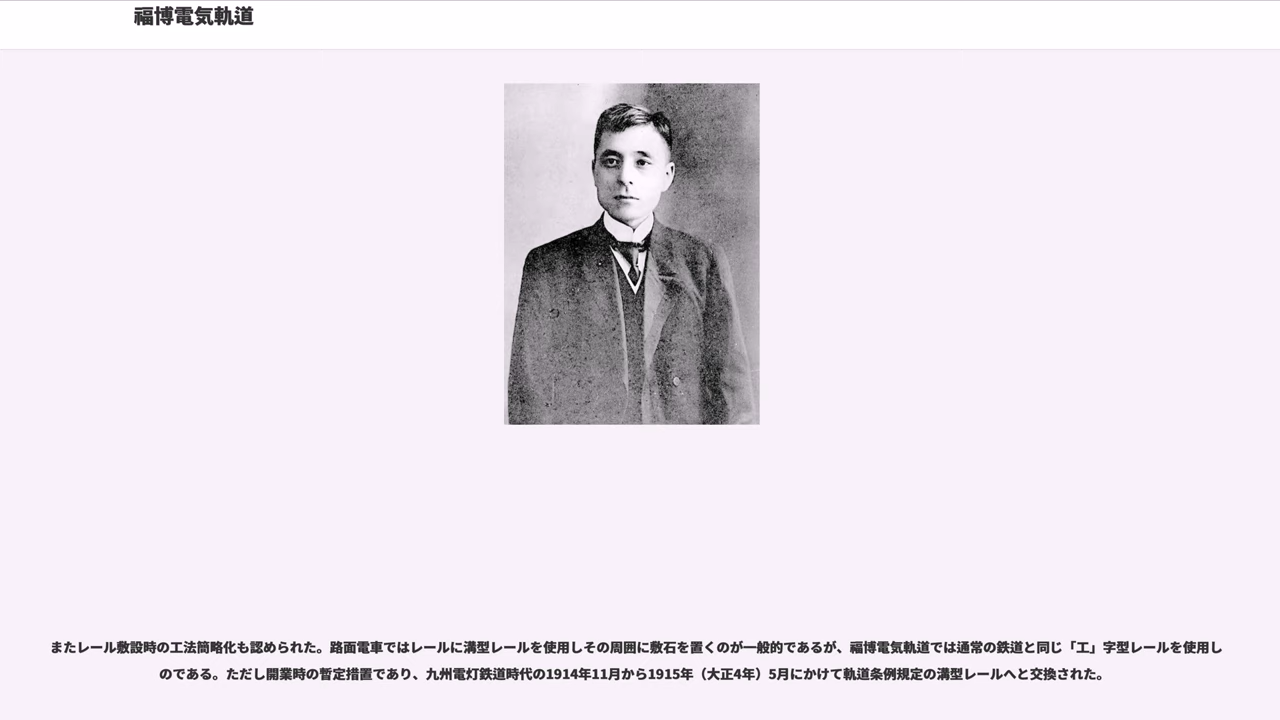 福博電気軌道
またレール敷設時の工法簡略化も認められた。路面電車ではレールに溝型レールを使用しその周囲に敷石を置くのが一般的であるが、福博電気軌道では通常の鉄道と同じ「工」字型レールを使用し
のである。ただし開業時の暫定措置であり、九州電灯鉄道時代の1914年11月から1915年（大正4年）5月にかけて軌道条例規定の溝型レールへと交換された。